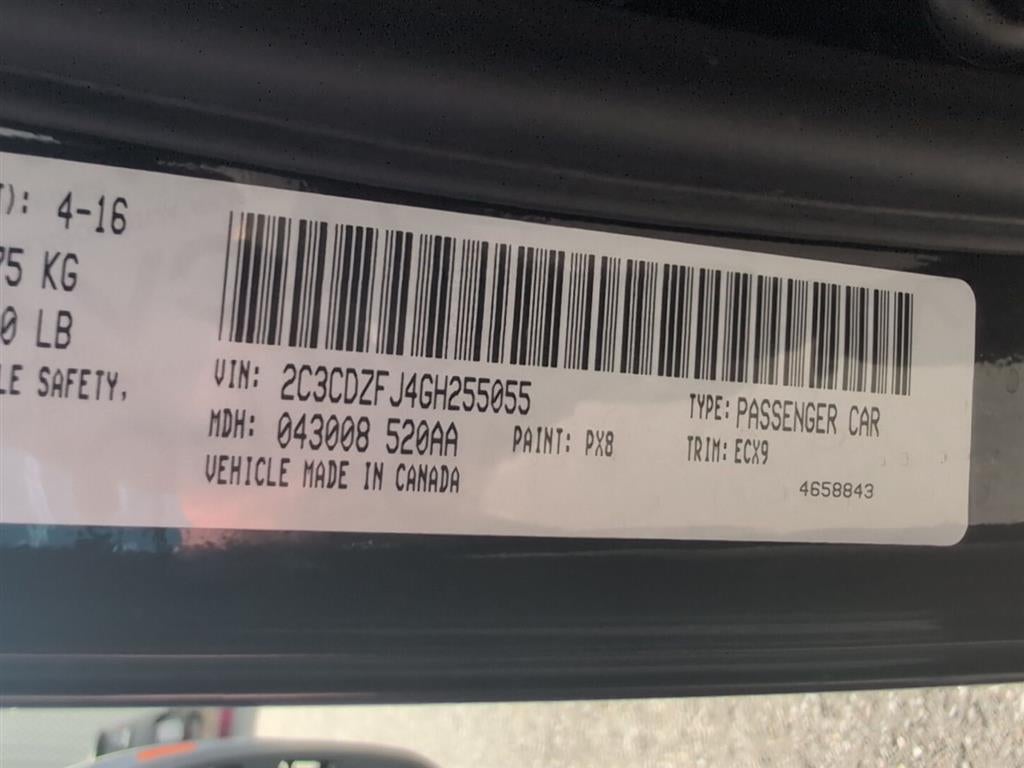 T): 4-16
75 KG
0 LB
LE SAFETY,
VIN: 2C3CDZFJ4GH255055 TYPE: PASSENGER CAR
MDH: 043008 520AA PAINT: PX8 TRIM: ECX9
VEHICLE MADE IN CANADA 4658843